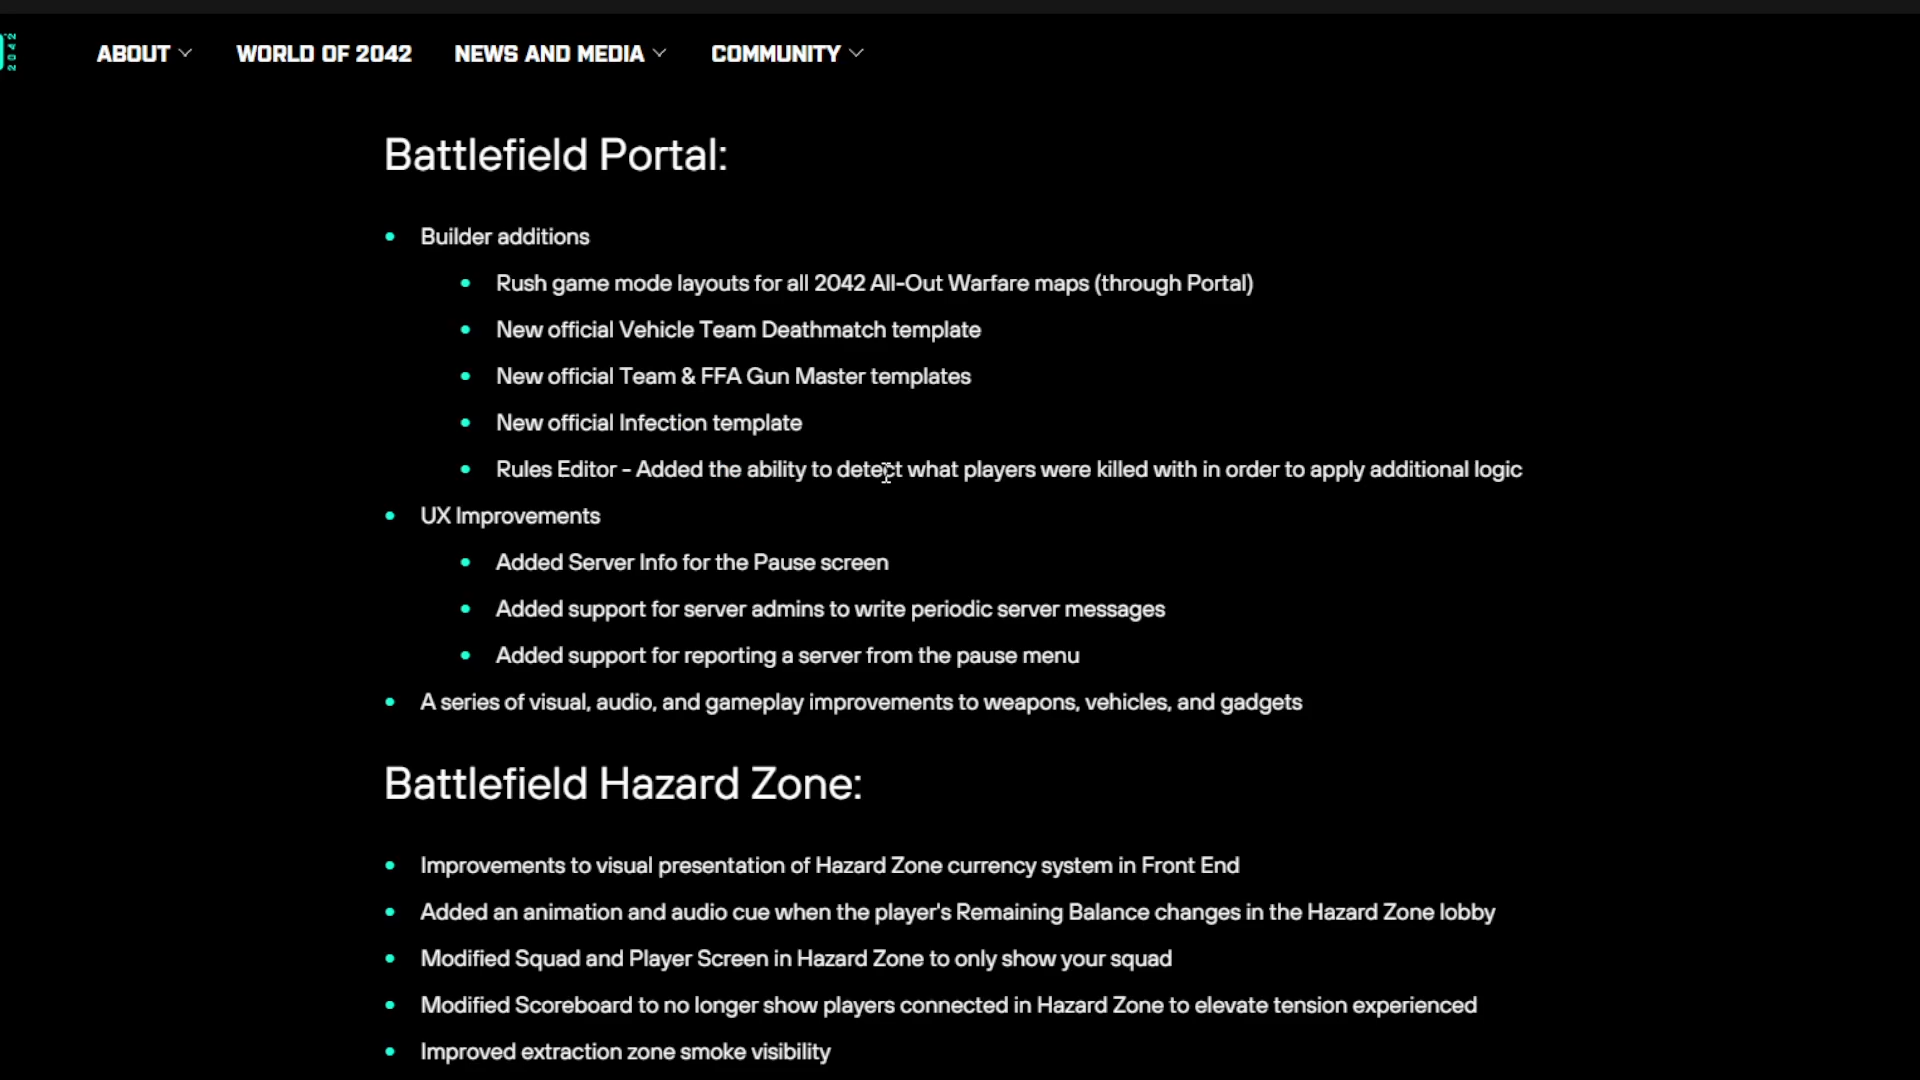 2042
ABOUT WORLD OF 2042 NEWS AND MEDIA COMMUNITY
Battlefield Portal:
Builder additions
Rush game mode layouts for all 2042 All-Out Warfare maps (through Portal)
New official Vehicle Team Deathmatch template
New official Team & FFA Gun Master templates
New official Infection template
Rules Editor - Added the ability to detect what players were killed with in order to apply additional logic
UX Improvements
Added Server Info for the Pause screen
Added support for server admins to write periodic server messages
Added support for reporting a server from the pause menu
A series of visual, audio, and gameplay improvements to weapons, vehicles, and gadgets
Battlefield Hazard Zone:
Improvements to visual presentation of Hazard Zone currency system in Front End
Added an animation and audio cue when the player's Remaining Balance changes in the Hazard Zone lobby
Modified Squad and Player Screen in Hazard Zone to only show your squad
Modified Scoreboard to no longer show players connected in Hazard Zone to elevate tension experienced
Improved extraction zone smoke visibility